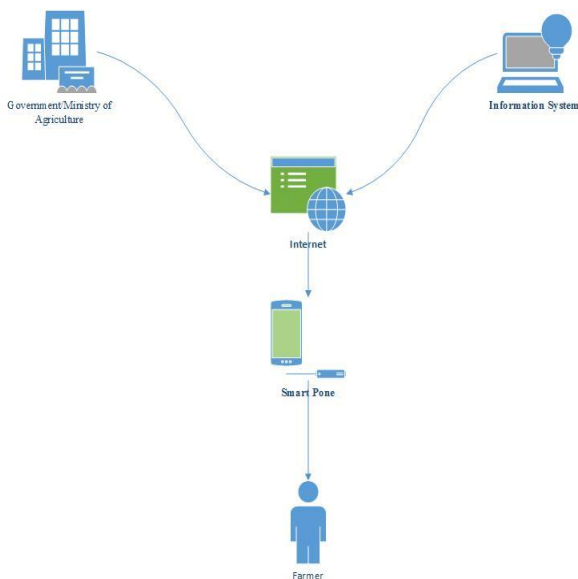 Government/Ministry of
Agriculture
Information System
Internet
Smart Pone
Farmer